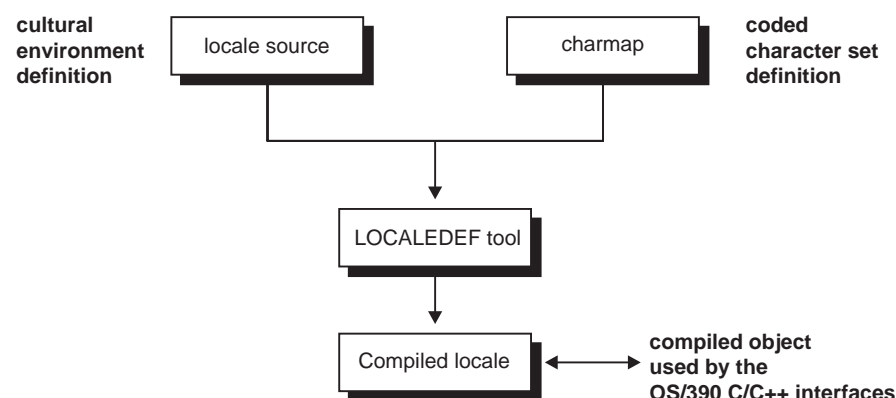 cultural
environment
definition
locale source
charmap
coded
character set
definition
LOCALEDEF tool
Compiled locale
compiled object
used by the
OS/390 C/C++ interfaces